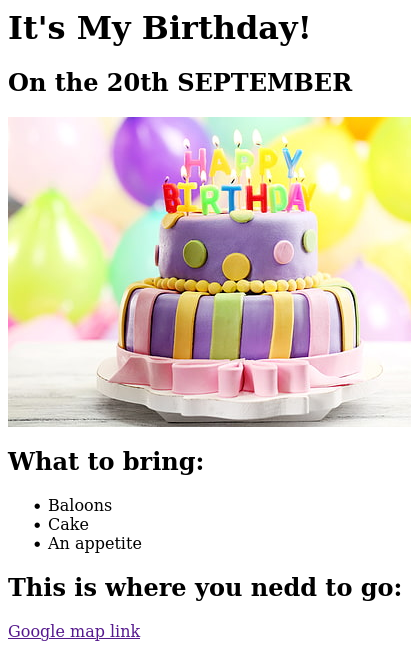 It's My Birthday!
On the 20th SEPTEMBER
HAPPY
BIRTHDAY
What to bring:
Baloons
Cake
An appetite
This is where you nedd to go:
Google map link